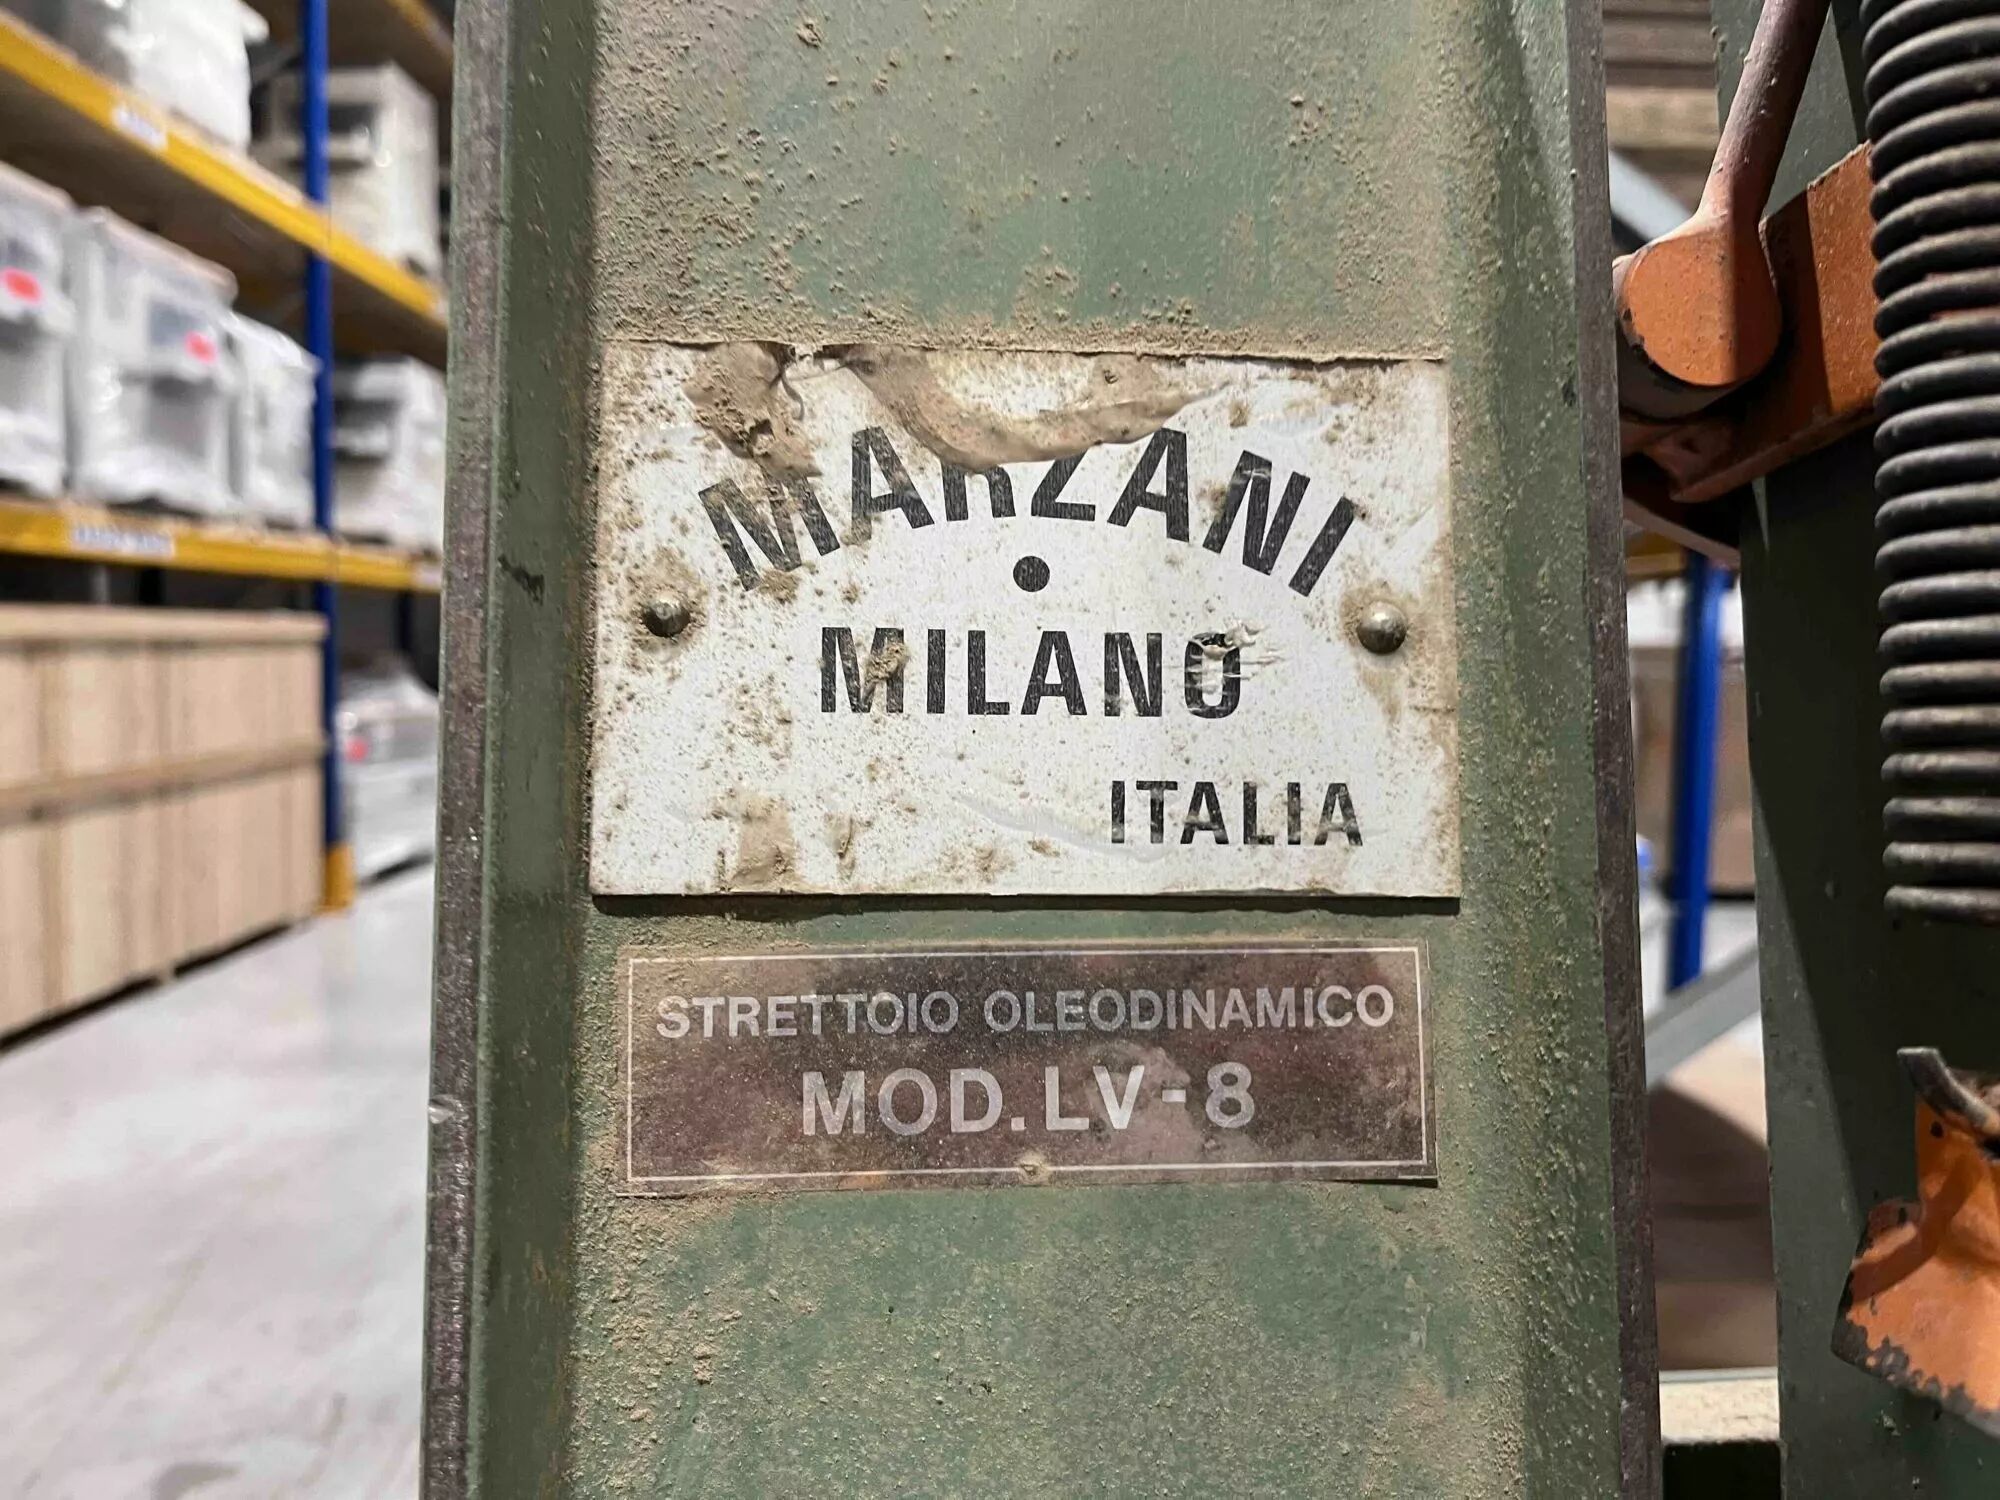 MARZANI
MILANO
ITALIA
STRETTOIO OLEODINAMICO
MOD. LV-8